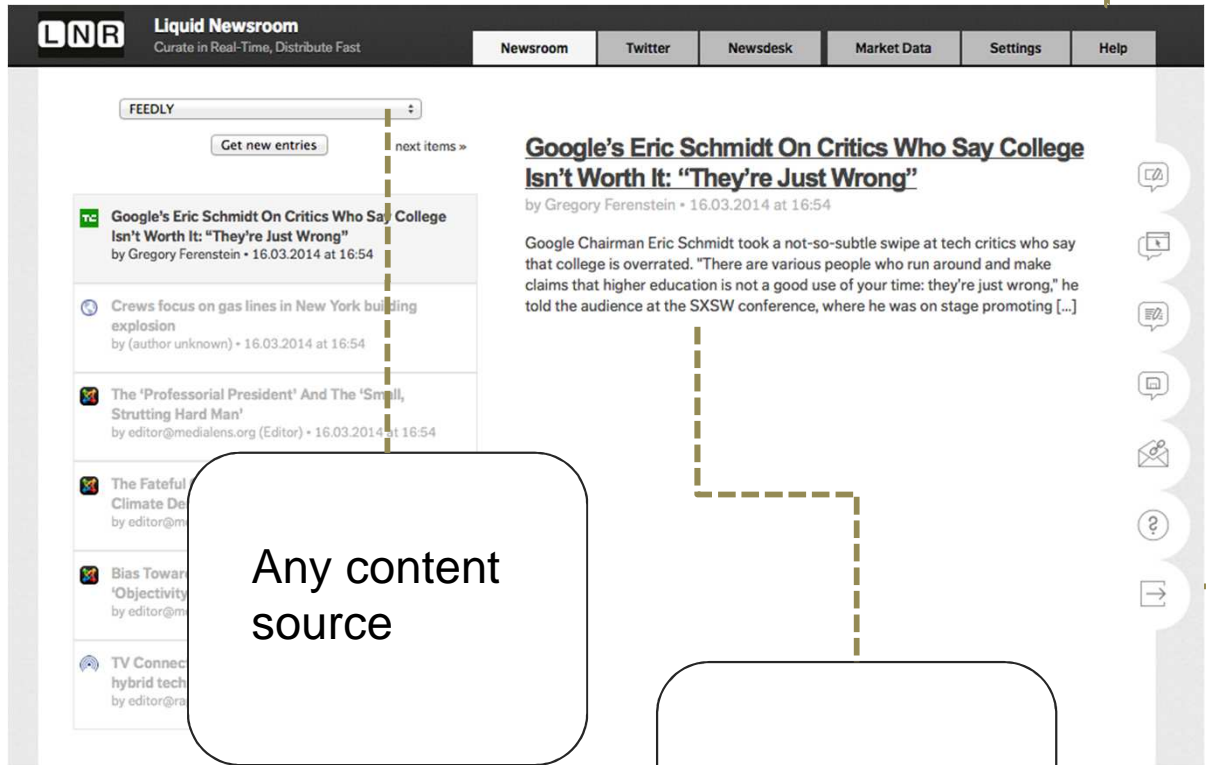 LNR
Liquid Newsroom
Curate in Real-Time, Distribute Fast
Newsroom
Twitter
Newsdesk
Market Data
Settings
Help
FEEDLY
Get new entries
next items »
Google's Eric Schmidt On Critics Who Say College
Isn't Worth It: “They're Just Wrong”
by Gregory Ferenstein • 16.03.2014 at 16:54
Crews focus on gas lines in New York building
explosion
by (author unknown) • 16.03.2014 at 16:54
The ‘Professorial President’ And The ‘Small,
Strutting Hard Man’
by editor@medialens.org (Editor) • 16.03.2014 at 16:54
The Fateful
Climate
by
Bias
‘Objectivity
by
TV
hybrid
by
Any content
source
Google's Eric Schmidt On Critics Who Say College
Isn't Worth It: “They're Just Wrong”
by Gregory Ferenstein • 16.03.2014 at 16:54
Google Chairman Eric Schmidt took a not-so-subtle swipe at tech critics who say
that college is overrated. "There are various people who run around and make
claims that higher education is not a good use of your time: they're just wrong," he
told the audience at the SXSW conference, where he was on stage promoting [...]